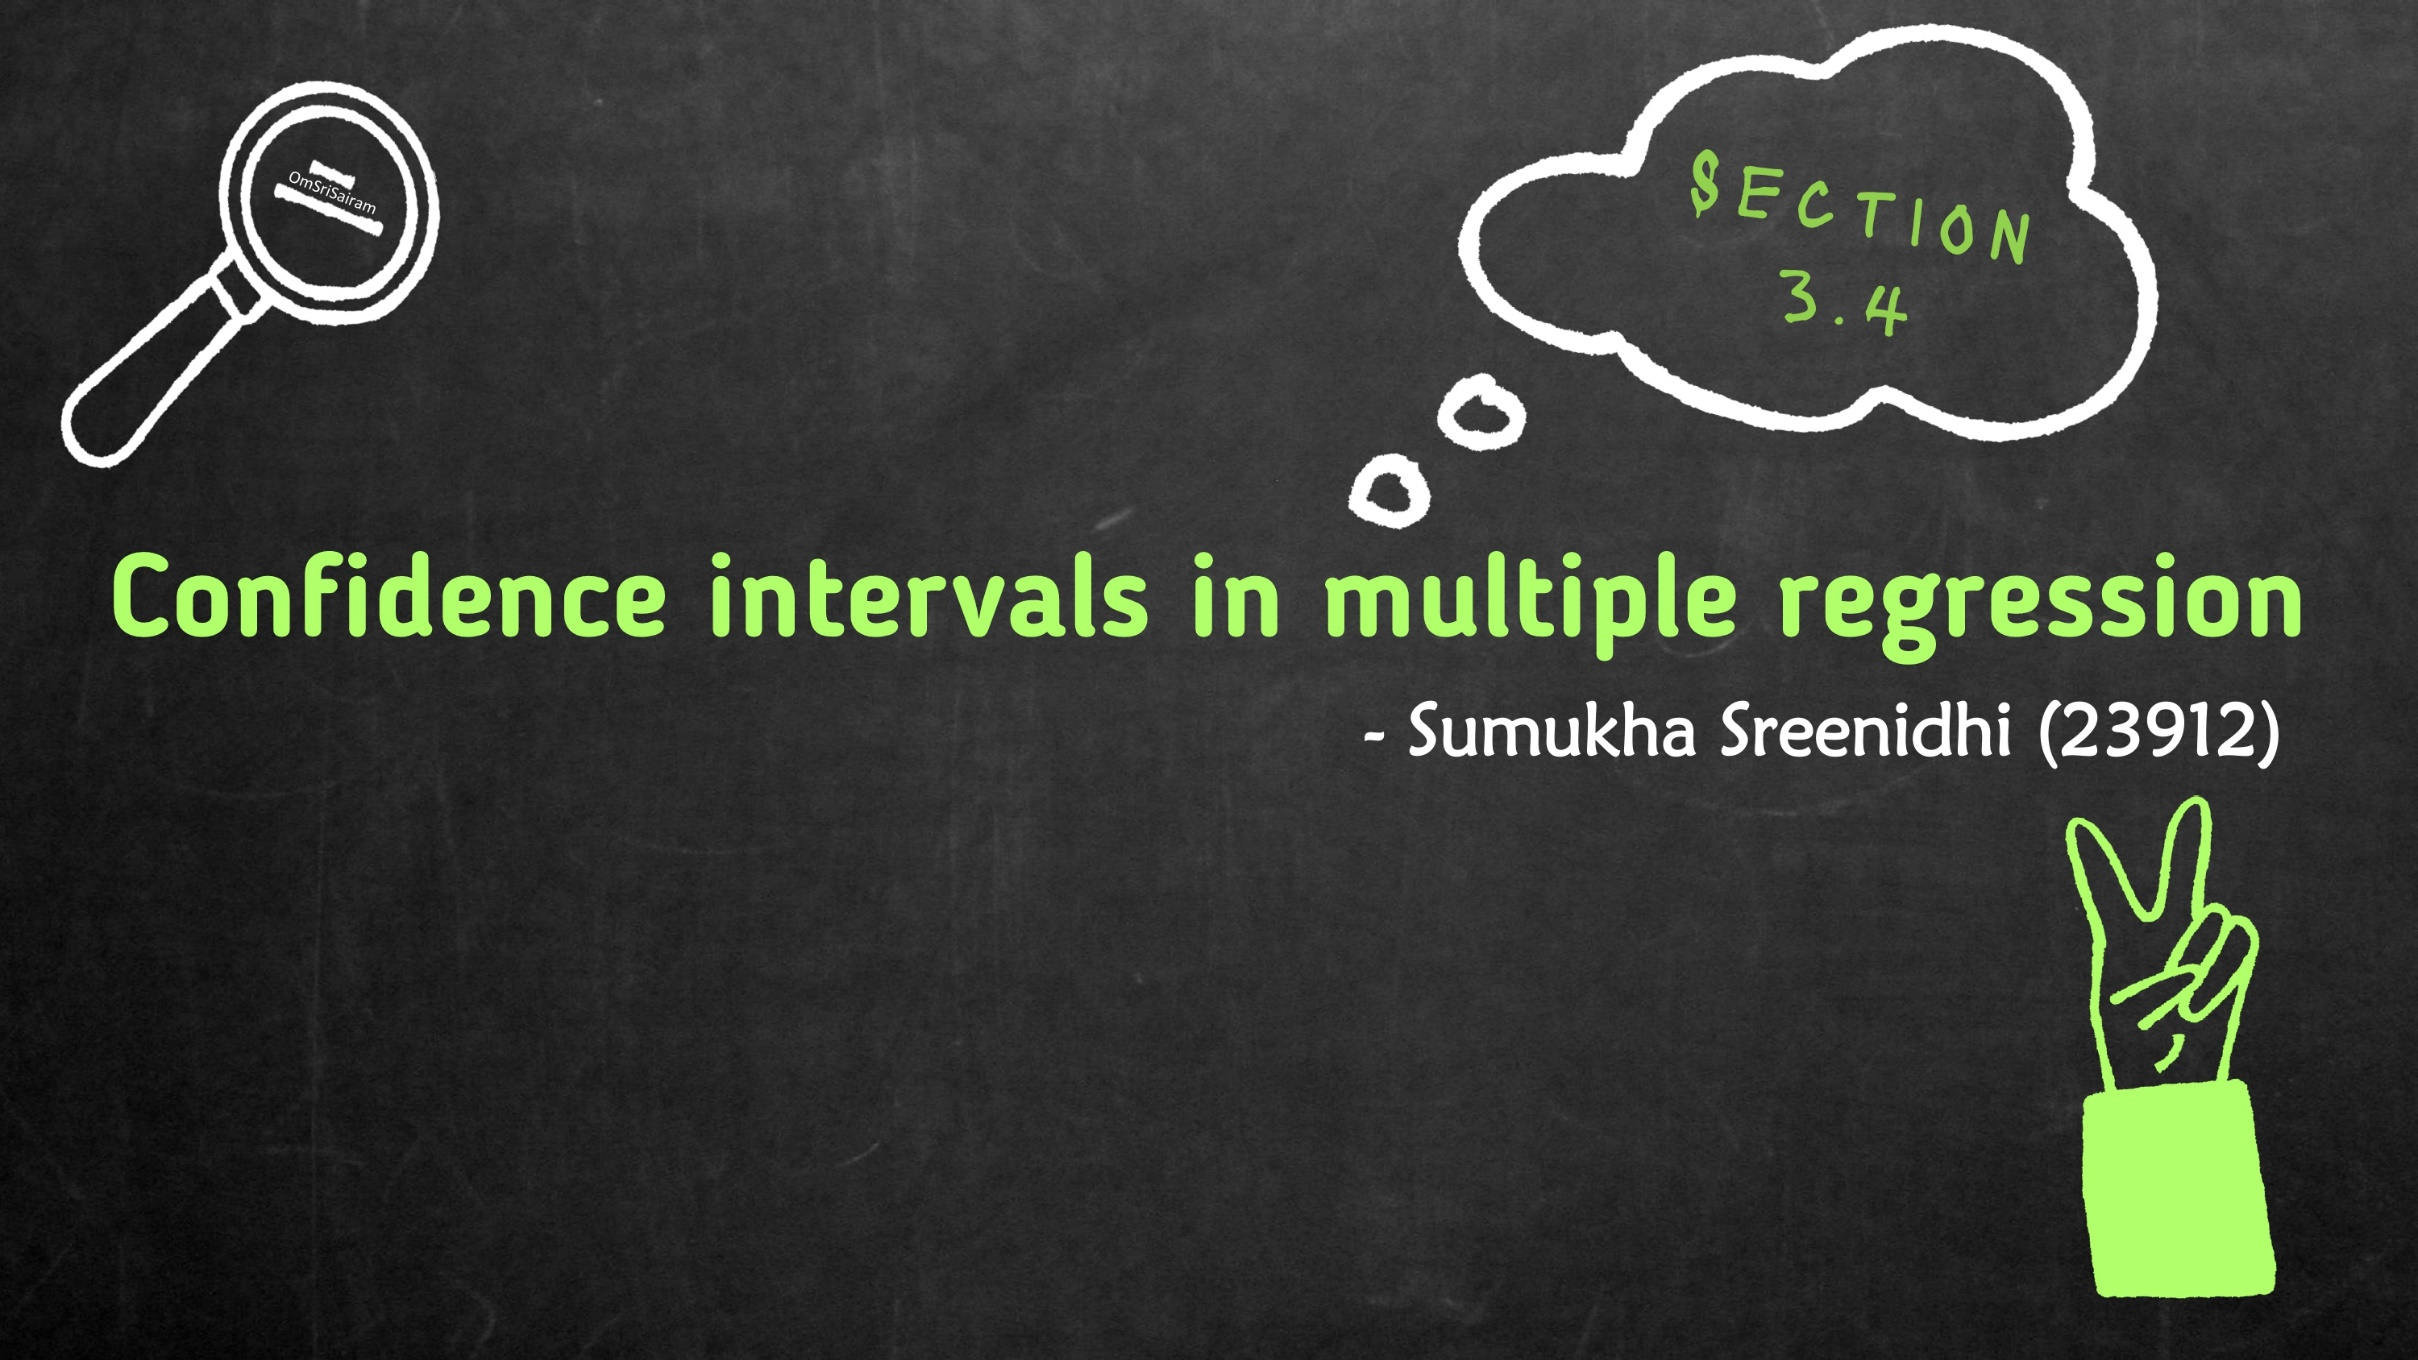 OmSriSairam
SECTION
3.4
Confidence intervals in multiple regression
- Sumukha Sreenidhi (23912)